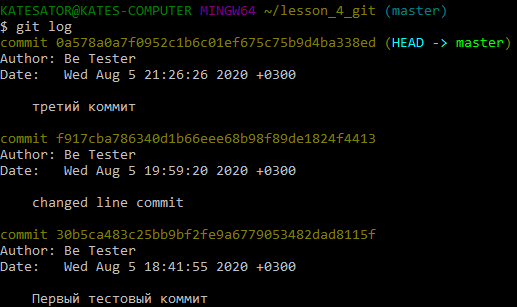 KATESATOR@KATES-COMPUTER MINGW64 ~/lesson_4_git (master)
$ git log
commit 0a578a0a7f0952c1b6c01ef675c75b9d4ba338ed (HEAD -> master)
Author: Be Tester
Date:   Wed Aug 5 21:26:26 2020 +0300
третий коммит
commit f917cba786340d1b66eee68b98f89de1824f4413
Author: Be Tester
Date:   Wed Aug 5 19:59:20 2020 +0300
changed line commit
commit 30b5ca483c25bb9bf2fe9a6779053482dad8115f
Author: Be Tester
Date:   Wed Aug 5 18:41:55 2020 +0300
Первый тестовый коммит